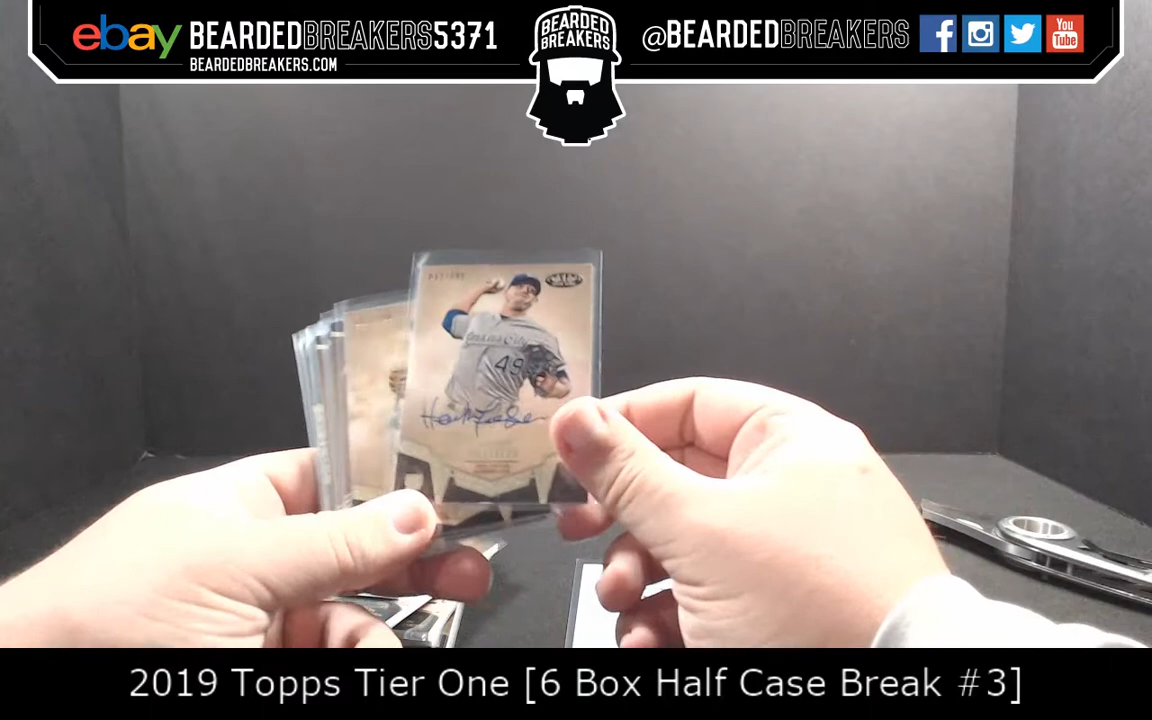 ebay BEARDEDBREAKERS5371
BEARDEDBREAKERS.COM
BEARDED
BREAKERS
@BEARDEDBREAKERS
You
Tube
49
2019 Topps Tier One [6 Box Half Case Break #3]